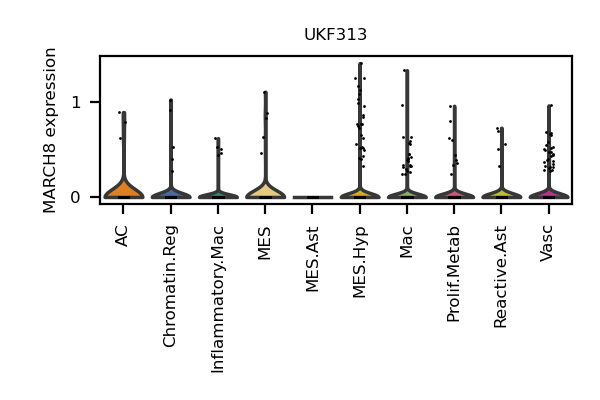 UKF313
MARCH8 expression
1
0
AC
Chromatin.Reg
Inflammatory.Mac
MES
MES.Ast
MES.Hyp
Mac
Prolif.Metab
Reactive.Ast
Vasc